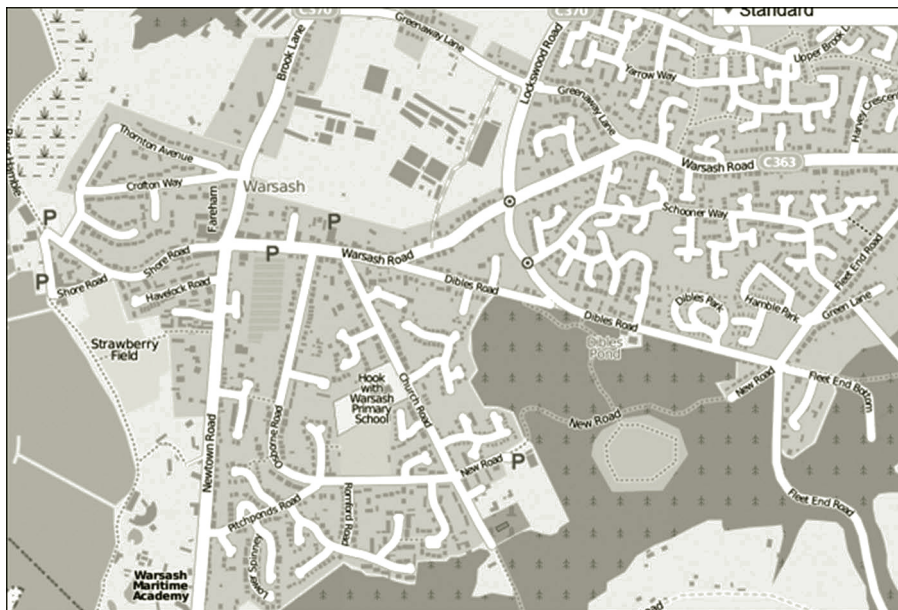 C370
C370
Standard
Greenaway Lane
Brook Lane
Lockswood Road
Yarrow Way
Upper Brook
Greenaway Lane
Harvey Crescent
Thornton Avenue
Warsash Road
C363
Crofton Way
Warsash
Fareham
Schooner Way
P
P
Shore Road
Warsash Road
P
Fleet End Road
P
Shore Road
Havelock Road
Dibles Road
Dibles Park
Hamble Park
Green Lane
Dibles Road
Strawberry
Field
Dibles
Pond
Hook
with
Warsash
Primary
School
Church Road
New Road
Fleet End Bottom
Newtown Road
Osborne Road
New Road
New Road
P
Pitchponds Road
Romford Road
Fleet End Road
Lower Spinney
Warsash
Maritime
Academy